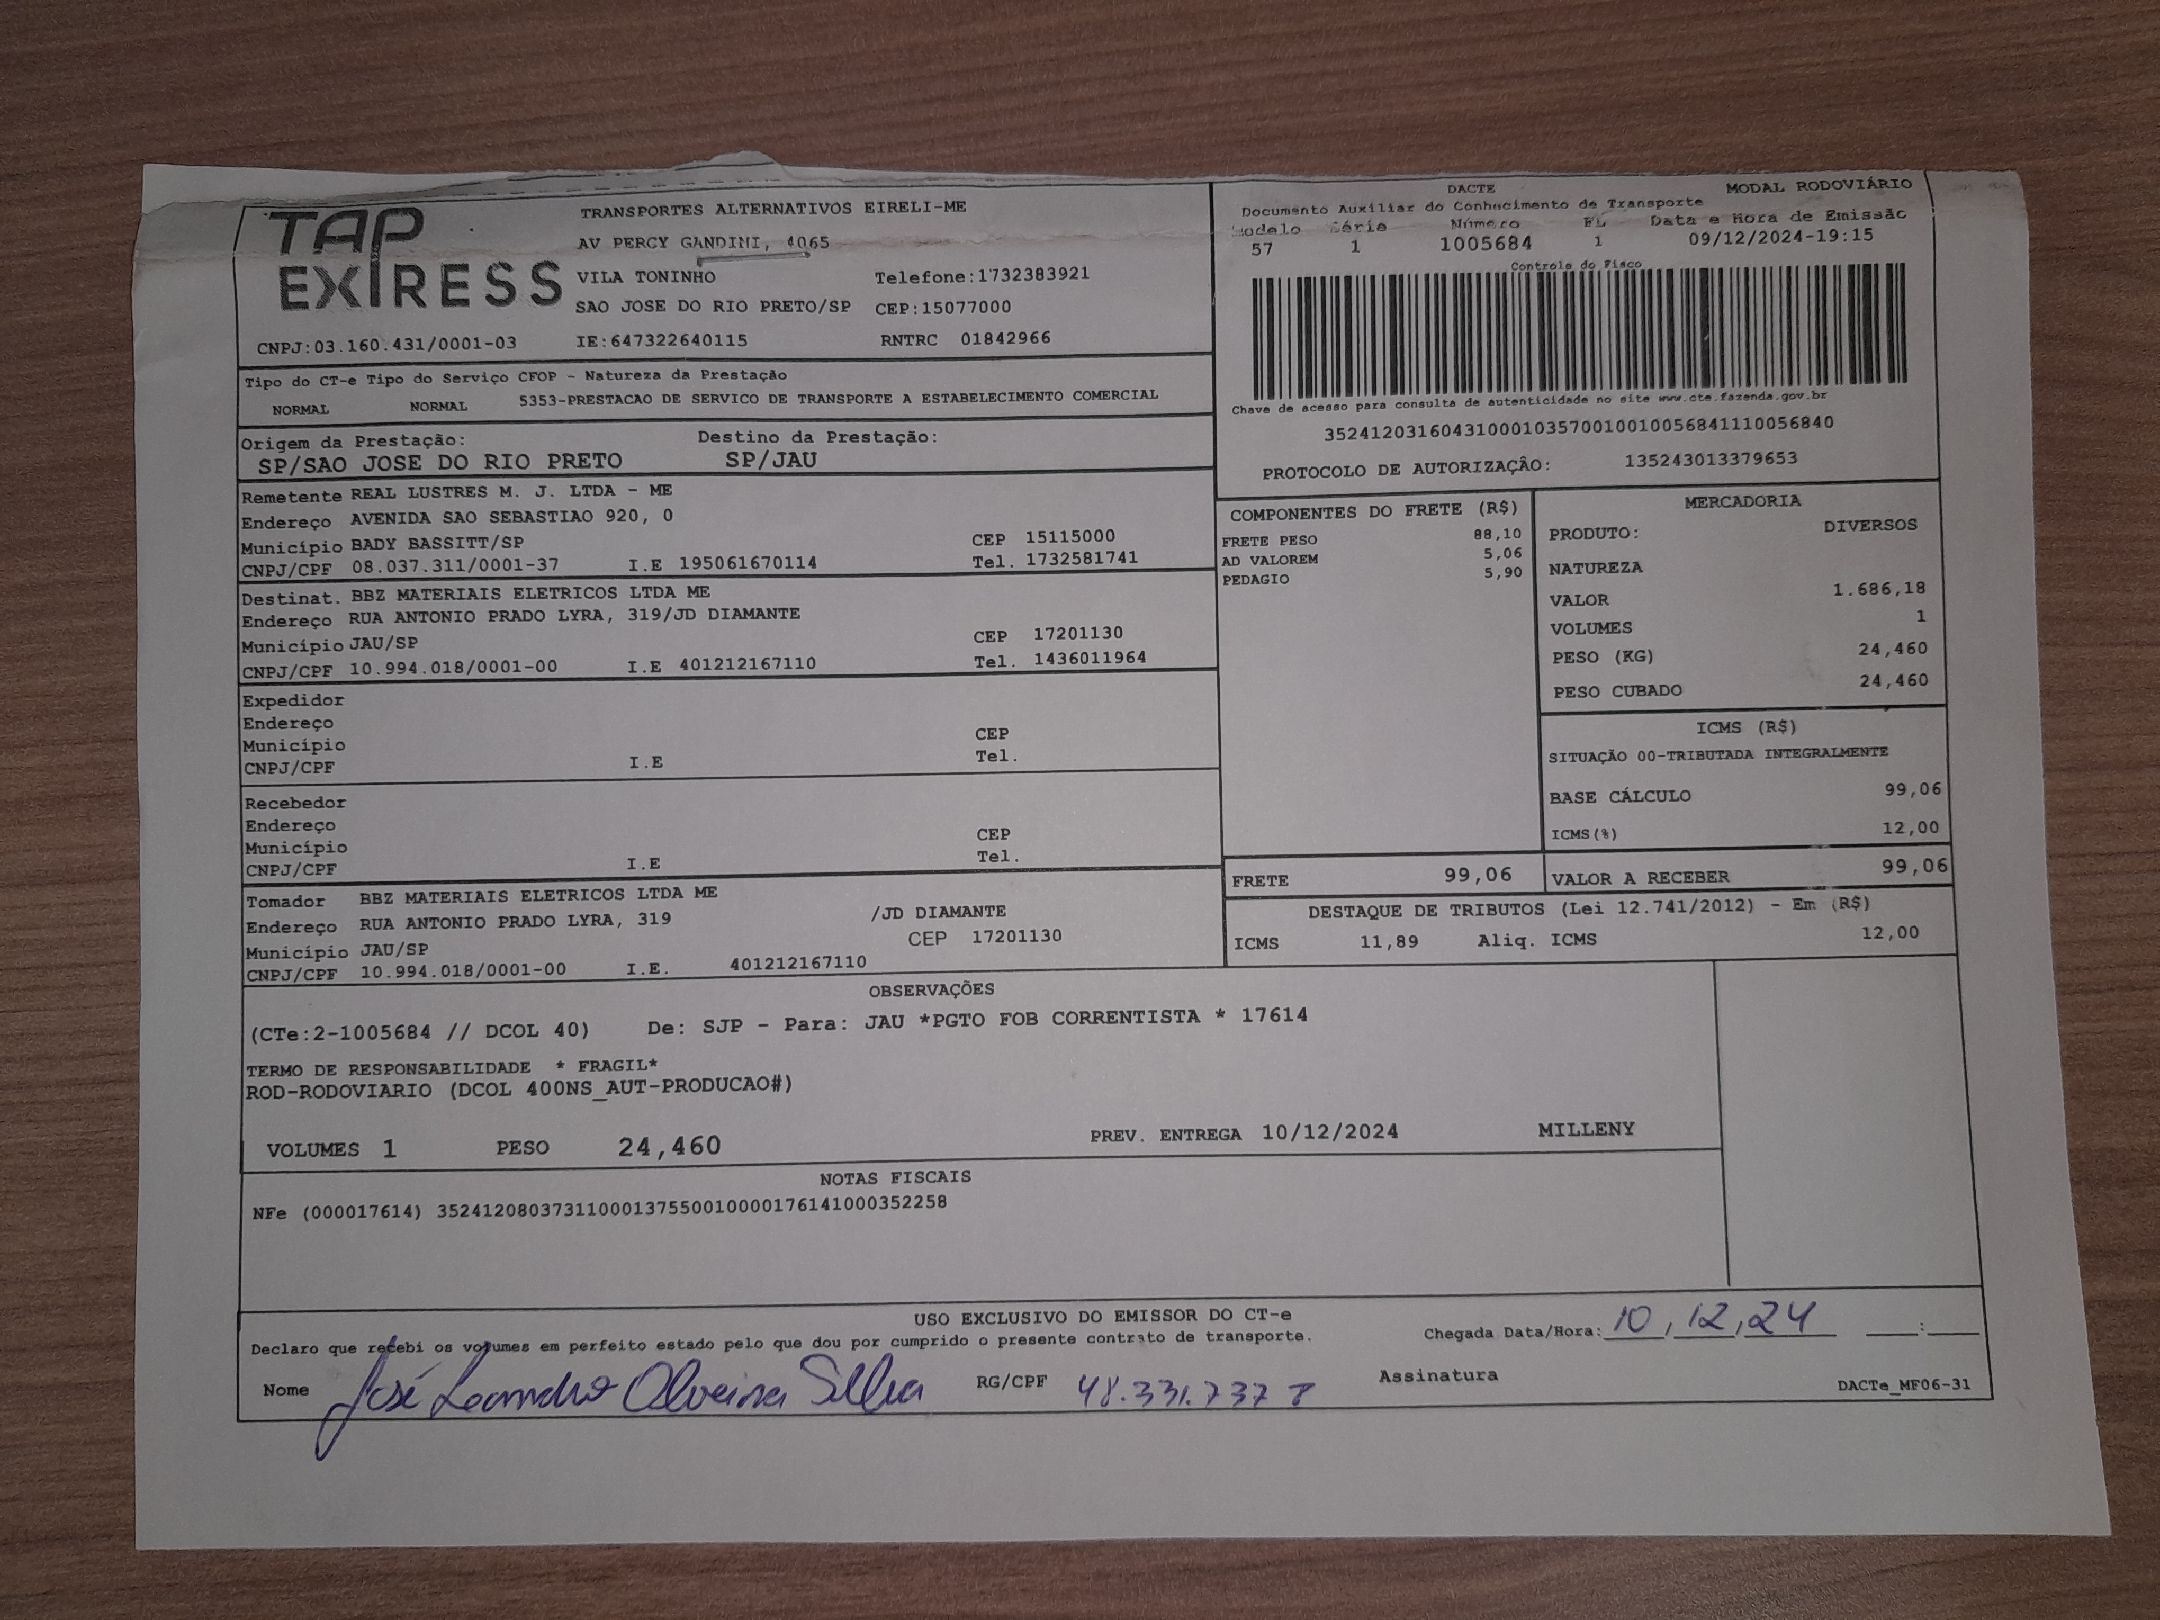 TAP EXPRESS
TRANSPORTES ALTERNATIVOS EIRELI-ME
AV PERCY GANDINI, 4065
VILA TONINHO Telefone:1732383921
SAO JOSE DO RIO PRETO/SP CEP:15077000
CNPJ:03.160.431/0001-03 IE:647322640115 RNTRC 01842966
DACTE MODAL RODOVIÁRIO
Documento Auxiliar do Conhecimento de Transporte
Modelo Série Número FL Data e Hora de Emissão
57 1 1005684 1 09/12/2024-19:15
Controle do Fisco
Chave de acesso para consulta de autenticidade no site www.cte.fazenda.gov.br
35241203160431000103570010010056841110056840
PROTOCOLO DE AUTORIZAÇÂO: 135243013379653
Tipo do CT-e Tipo do Serviço CFOP - Natureza da Prestação
NORMAL NORMAL 5353-PRESTACAO DE SERVICO DE TRANSPORTE A ESTABELECIMENTO COMERCIAL
Origem da Prestação: Destino da Prestação:
SP/SAO JOSE DO RIO PRETO SP/JAU
Remetente REAL LUSTRES M. J. LTDA - ME
Endereço AVENIDA SAO SEBASTIAO 920, 0
Município BADY BASSITT/SP CEP 15115000
CNPJ/CPF 08.037.311/0001-37 I.E 195061670114 Tel. 1732581741
Destinat. BBZ MATERIAIS ELETRICOS LTDA ME
Endereço RUA ANTONIO PRADO LYRA, 319/JD DIAMANTE
Município JAU/SP CEP 17201130
CNPJ/CPF 10.994.018/0001-00 I.E 401212167110 Tel. 1436011964
Expedidor
Endereço
Município CEP
CNPJ/CPF I.E Tel.
Recebedor
Endereço
Município CEP
CNPJ/CPF I.E Tel.
Tomador BBZ MATERIAIS ELETRICOS LTDA ME
Endereço RUA ANTONIO PRADO LYRA, 319 /JD DIAMANTE
Município JAU/SP CEP 17201130
CNPJ/CPF 10.994.018/0001-00 I.E. 401212167110
COMPONENTES DO FRETE (R$)
FRETE PESO 88,10
AD VALOREM 5,06
PEDAGIO 5,90
MERCADORIA
PRODUTO: DIVERSOS
NATUREZA
VALOR 1.686,18
VOLUMES 1
PESO (KG) 24,460
PESO CUBADO 24,460
ICMS (R$)
SITUAÇÃO 00-TRIBUTADA INTEGRALMENTE
BASE CÁLCULO 99,06
ICMS(%) 12,00
FRETE 99,06 VALOR A RECEBER 99,06
DESTAQUE DE TRIBUTOS (Lei 12.741/2012) - Em (R$)
ICMS 11,89 Aliq. ICMS 12,00
OBSERVAÇÕES
(CTe:2-1005684 // DCOL 40) De: SJP - Para: JAU *PGTO FOB CORRENTISTA * 17614
TERMO DE RESPONSABILIDADE * FRAGIL*
ROD-RODOVIARIO (DCOL 400NS_AUT-PRODUCAO#)
VOLUMES 1 PESO 24,460 PREV. ENTREGA 10/12/2024 MILLENY
NOTAS FISCAIS
NFe (000017614) 35241208037311000137550010000176141000352258
USO EXCLUSIVO DO EMISSOR DO CT-e
Declaro que recebi os volumes em perfeito estado pelo que dou por cumprido o presente contrato de transporte. Chegada Data/Hora: 10,12,24 :
Nome José Leandro Oliveira Silva RG/CPF 48.331.737 8 Assinatura
DACTe_MF06-31